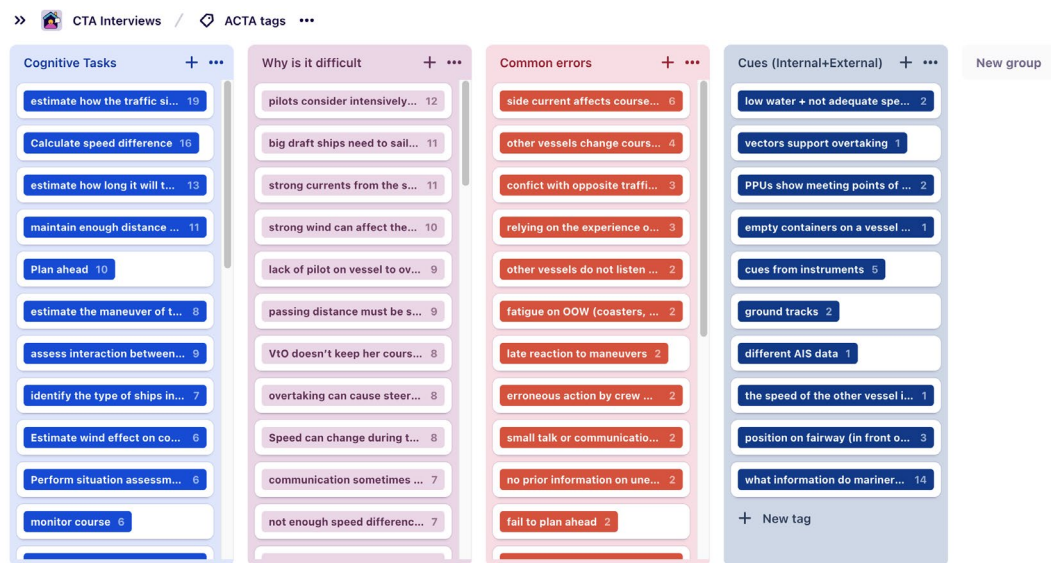 CTA Interviews / ACTA tags
Cognitive Tasks
estimate how the traffic si... 19
Calculate speed difference 16
estimate how long it will t... 13
maintain enough distance ... 11
Plan ahead 10
estimate the maneuver of t... 8
assess interaction between... 9
identify the type of ships in... 7
Estimate wind effect on co... 6
Perform situation assessm... 6
monitor course 6
Why is it difficult
pilots consider intensively... 12
big draft ships need to sail... 11
strong currents from the s... 11
strong wind can affect the... 10
lack of pilot on vessel to ov... 9
passing distance must be s... 9
VtO doesn't keep her cours... 8
overtaking can cause steer... 8
Speed can change during t... 8
communication sometimes ... 7
not enough speed differenc... 7
Common errors
side current affects course... 6
other vessels change cours... 4
confict with opposite traffi... 3
relying on the experience o... 3
other vessels do not listen ... 2
fatigue on OOW (coasters, ... 2
late reaction to maneuvers 2
erroneous action by crew ... 2
small talk or communicatio... 2
no prior information on une... 2
fail to plan ahead 2
Cues (Internal+External)
low water + not adequate spe... 2
vectors support overtaking 1
PPUs show meeting points of ... 2
empty containers on a vessel ... 1
cues from instruments 5
ground tracks 2
different AIS data 1
the speed of the other vessel i... 1
position on fairway (in front o... 3
what information do mariner... 14
New tag
New group